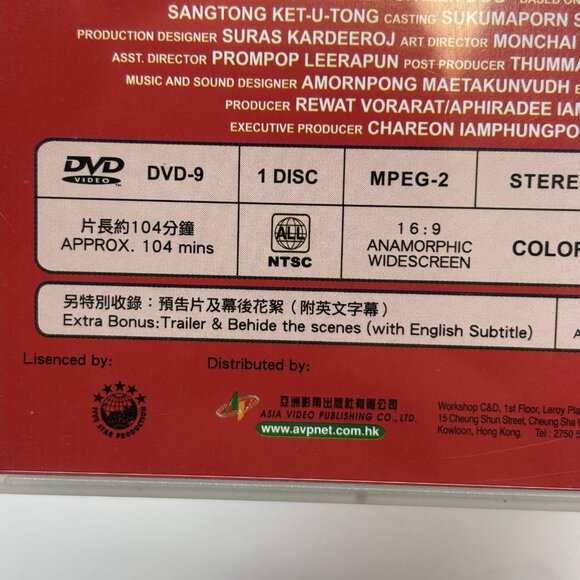 BASED ON
SANGTONG KET-U-TONG CASTING SUKUMAPORN
PRODUCTION DESIGNER SURAS KARDEEROJ ART DIRECTOR MONCHAI
ASST. DIRECTOR PROMPOP LEERAPUN POST PRODUCER THUMMA
MUSIC AND SOUND DESIGNER AMORNPONG MAETAKUNVUDH
PRODUCER REWAT VORARAT/APHIRADEE IAM
EXECUTIVE PRODUCER CHAREON IAMPHUNGPO
DVD VIDEO DVD-9 1 DISC MPEG-2 STERE
片長約104分鐘
APPROX. 104 mins
ALL
NTSC
16:9
ANAMORPHIC
WIDESCREEN
COLOR
另特別收錄：預告片及幕後花絮（附英文字幕）
Extra Bonus:Trailer & Behide the scenes (with English Subtitle)
Lisenced by: Distributed by:
FIVE STAR PRODUCTION
亞洲影帶出版社有限公司
ASIA VIDEO PUBLISHING CO., LTD.
www.avpnet.com.hk
Workshop C&D, 1st Floor, Leroy Pla
15 Cheung Shun Street, Cheung Sha
Kowloon, Hong Kong. Tel : 2750 5